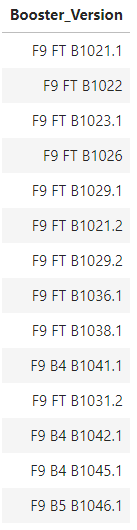 Booster_Version
F9 FT B1021.1
F9 FT B1022
F9 FT B1023.1
F9 FT B1026
F9 FT B1029.1
F9 FT B1021.2
F9 FT B1029.2
F9 FT B1036.1
F9 FT B1038.1
F9 B4 B1041.1
F9 FT B1031.2
F9 B4 B1042.1
F9 B4 B1045.1
F9 B5 B1046.1